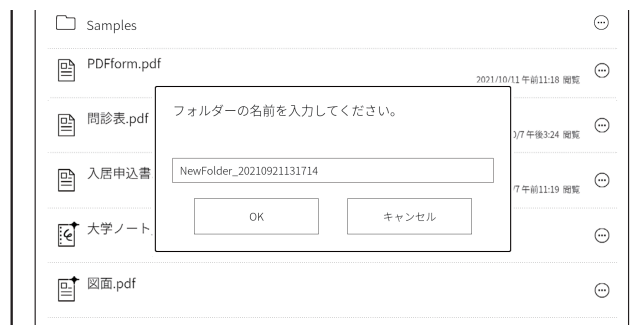 Samples
PDFform.pdf
2021/10/11 午前11:18 閲覧
フォルダーの名前を入力してください。
問診表.pdf
0/7 午後3:24 閲覧
NewFolder_20210921131714
入居申込書
/7 午前11:19 閲覧
OK
キャンセル
大学ノート
図面.pdf